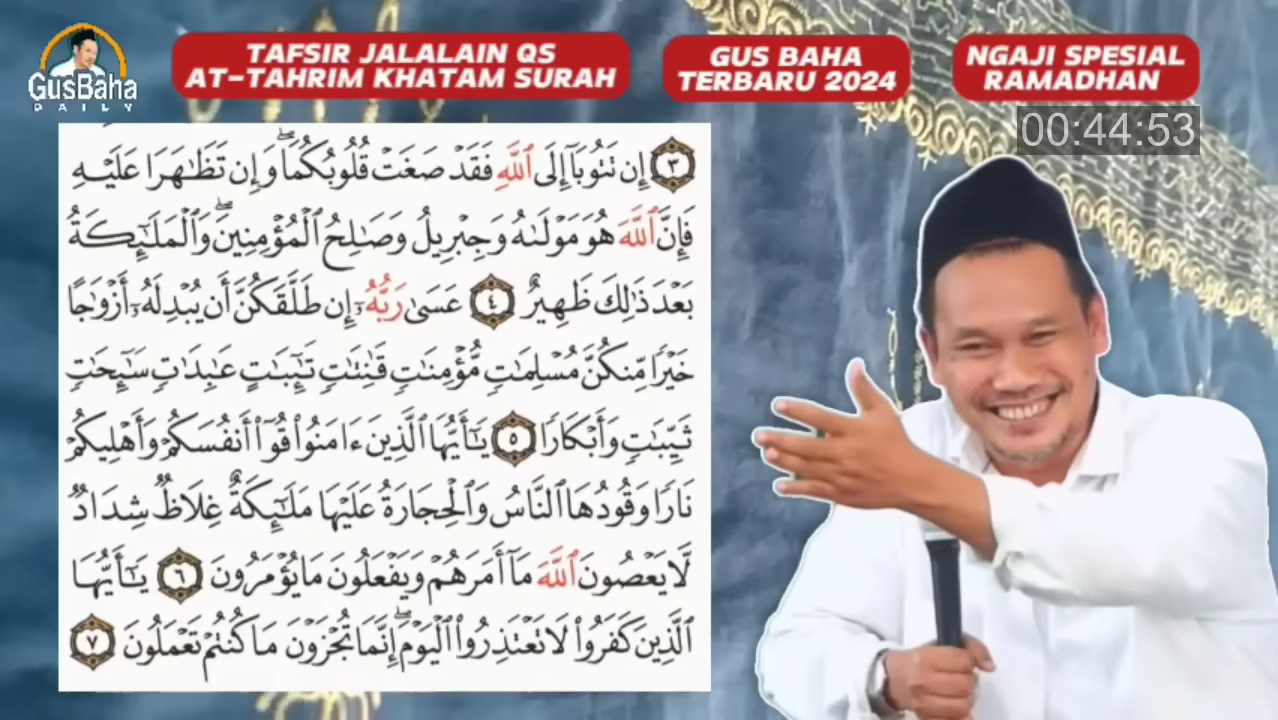 GusBaha
DAILY
TAFSIR JALALAIN QS
AT-TAHRIM KHATAM SURAH
GUS BAHA
TERBARU 2024
NGAJI SPESIAL
RAMADHAN
00:44:53
٣ إِن تَتُوبَآ إِلَى ٱللَّهِ فَقَدۡ صَغَتۡ قُلُوبُكُمَاۖ وَإِن تَظَٰهَرَا عَلَيۡهِ
فَإِنَّ ٱللَّهَ هُوَ مَوۡلَىٰهُ وَجِبۡرِيلُ وَصَٰلِحُ ٱلۡمُؤۡمِنِينَۖ وَٱلۡمَلَٰٓئِكَةُ
بَعۡدَ ذَٰلِكَ ظَهِيرٌ ٤ عَسَىٰ رَبُّهُۥٓ إِن طَلَّقَكُنَّ أَن يُبۡدِلَهُۥٓ أَزۡوَٰجًا
خَيۡرٗا مِّنكُنَّ مُسۡلِمَٰتٖ مُّؤۡمِنَٰتٖ قَٰنِتَٰتٖ تَٰٓئِبَٰتٍ عَٰبِدَٰتٖ سَٰٓئِحَٰتٖ
ثَيِّبَٰتٖ وَأَبۡكَارٗا ٥ يَٰٓأَيُّهَا ٱلَّذِينَ ءَامَنُواْ قُوٓاْ أَنفُسَكُمۡ وَأَهۡلِيكُمۡ
نَارٗا وَقُودُهَا ٱلنَّاسُ وَٱلۡحِجَارَةُ عَلَيۡهَا مَلَٰٓئِكَةٌ غِلَاظٞ شِدَادٞ
لَّا يَعۡصُونَ ٱللَّهَ مَآ أَمَرَهُمۡ وَيَفۡعَلُونَ مَا يُؤۡمَرُونَ ٦ يَٰٓأَيُّهَا
ٱلَّذِينَ كَفَرُواْ لَا تَعۡتَذِرُواْ ٱلۡيَوۡمَۖ إِنَّمَا تُجۡزَوۡنَ مَا كُنتُمۡ تَعۡمَلُونَ ٧